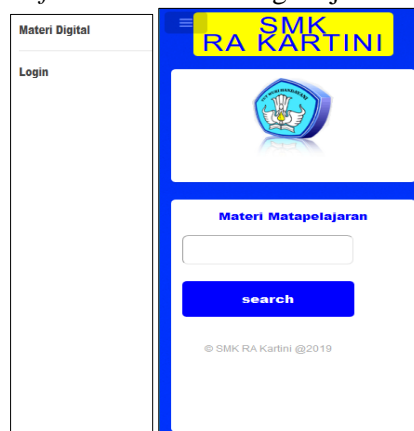 Materi Digital
Login
SMK
RA KARTINI
Materi Matapelajaran
search
© SMK RA Kartini @2019